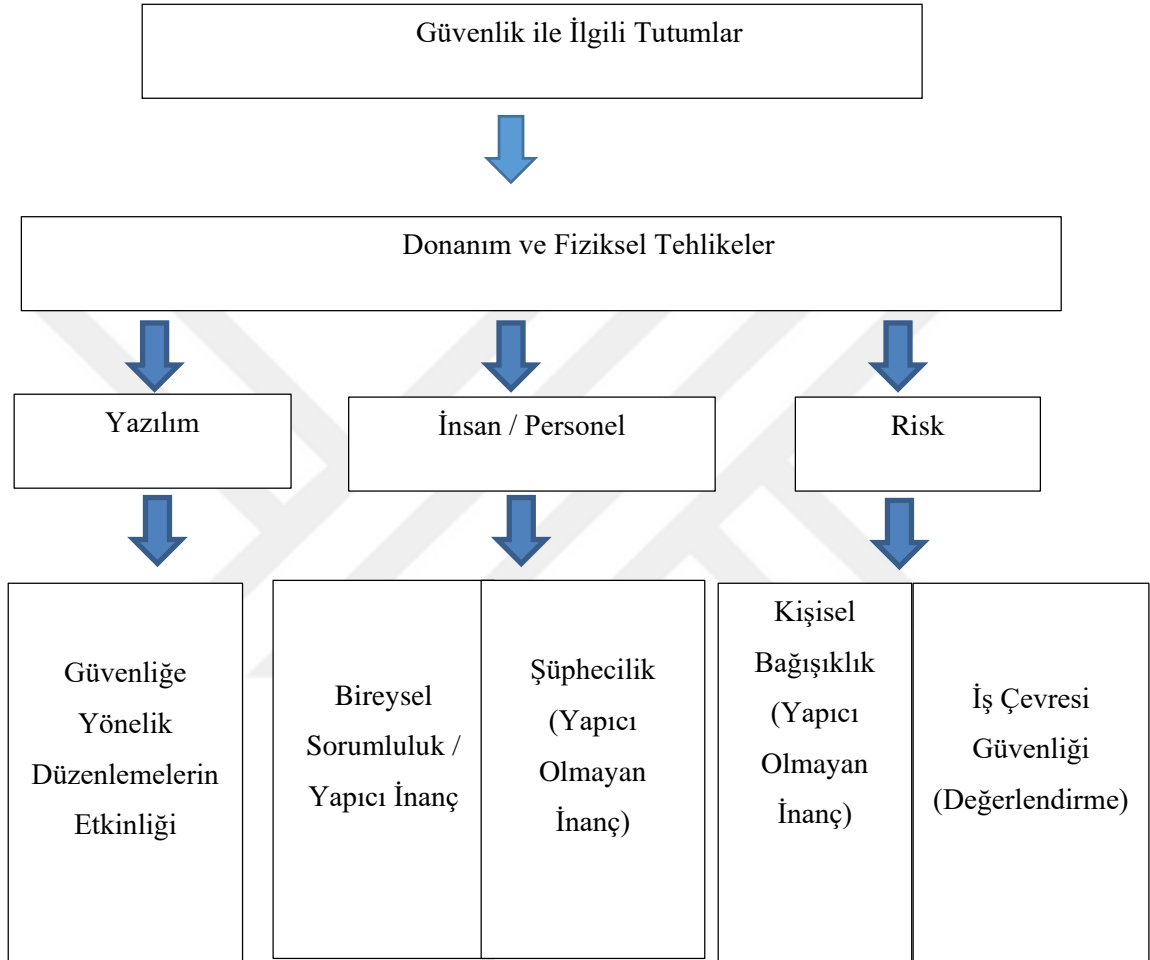 Güvenlik ile İlgili Tutumlar
Donanım ve Fiziksel Tehlikeler
Yazılım
İnsan / Personel
Risk
Güvenliğe
Yönelik
Düzenlemelerin
Etkinliği
Bireysel
Sorumluluk /
Yapıcı İnanç
Şüphecilik
(Yapıcı
Olmayan
İnanç)
Kişisel
Bağışıklık
(Yapıcı
Olmayan
İnanç)
İş Çevresi
Güvenliği
(Değerlendirme)